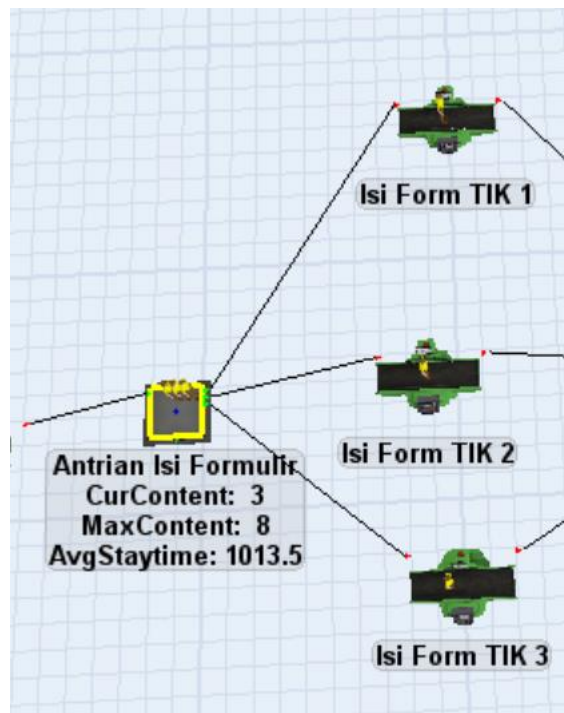 Isi Form TIK 1
Isi Form TIK 2
Antrian Isi Formulir
CurContent: 3
MaxContent: 8
AvgStaytime: 1013.5
Isi Form TIK 3